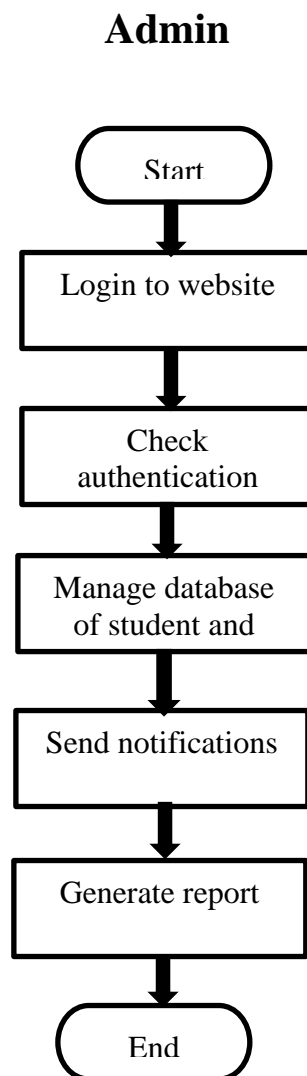 Admin
Start
Login to website
Check
authentication
Manage database
of student and
Send notifications
Generate report
End